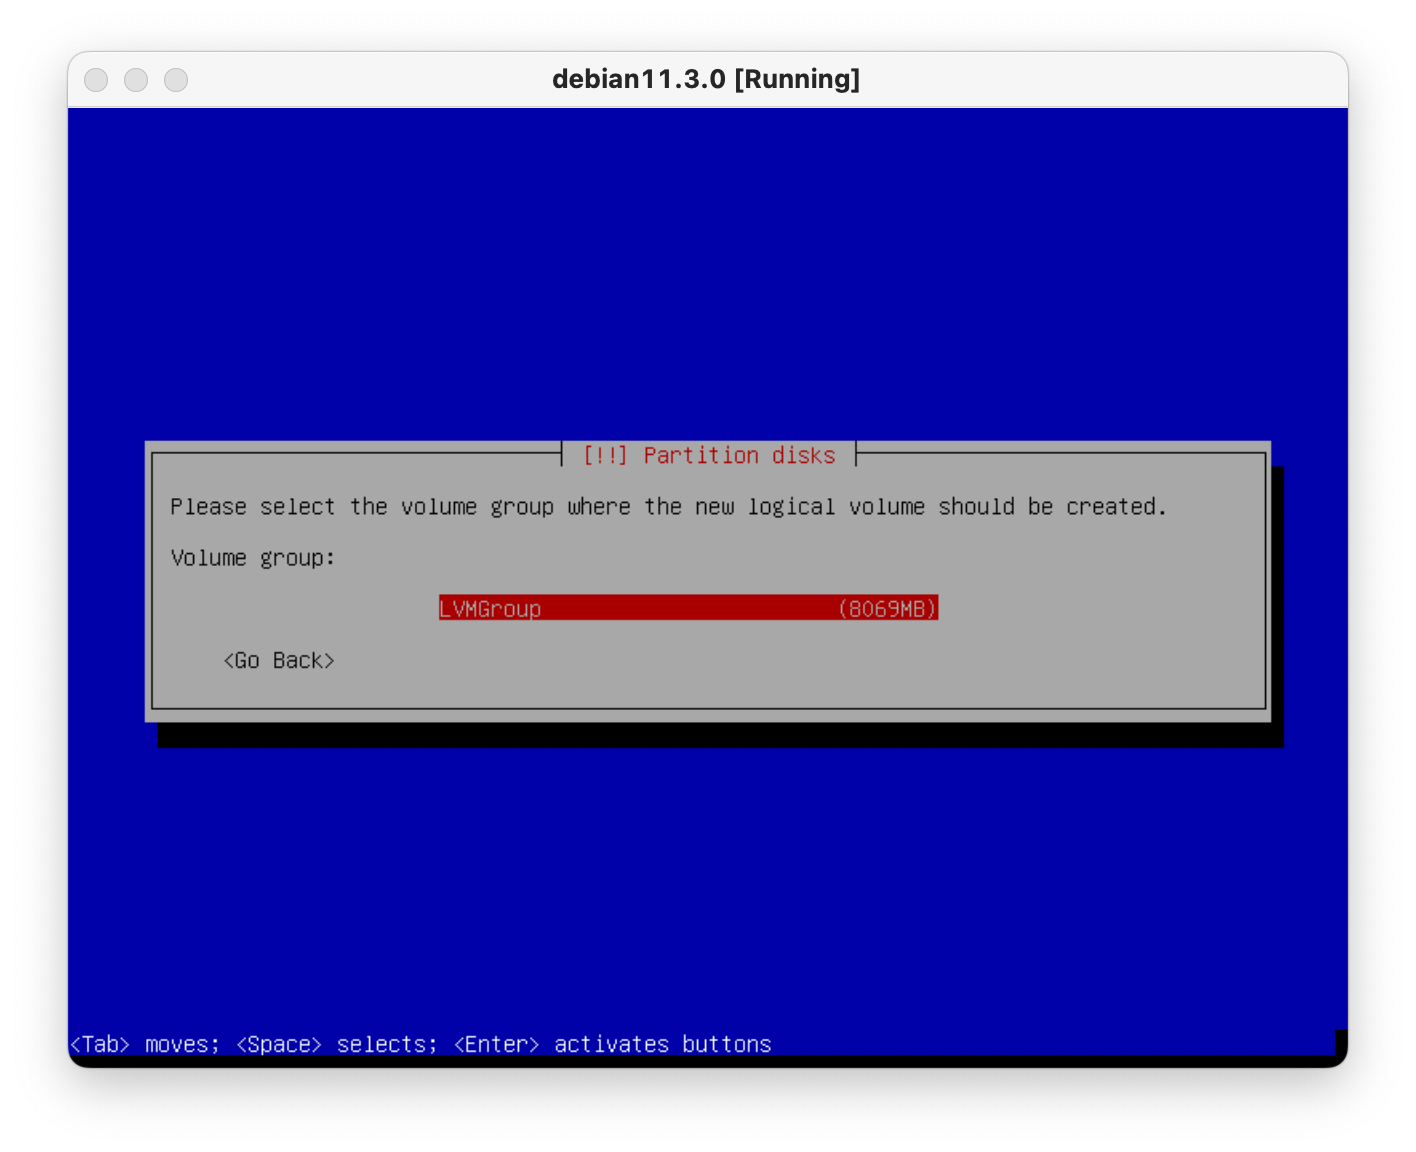 debian11.3.0 [Running]
[!!] Partition disks
Please select the volume group where the new logical volume should be created.
Volume group:
LVMGroup (8069MB)
<Go Back>
<Tab> moves; <Space> selects; <Enter> activates buttons